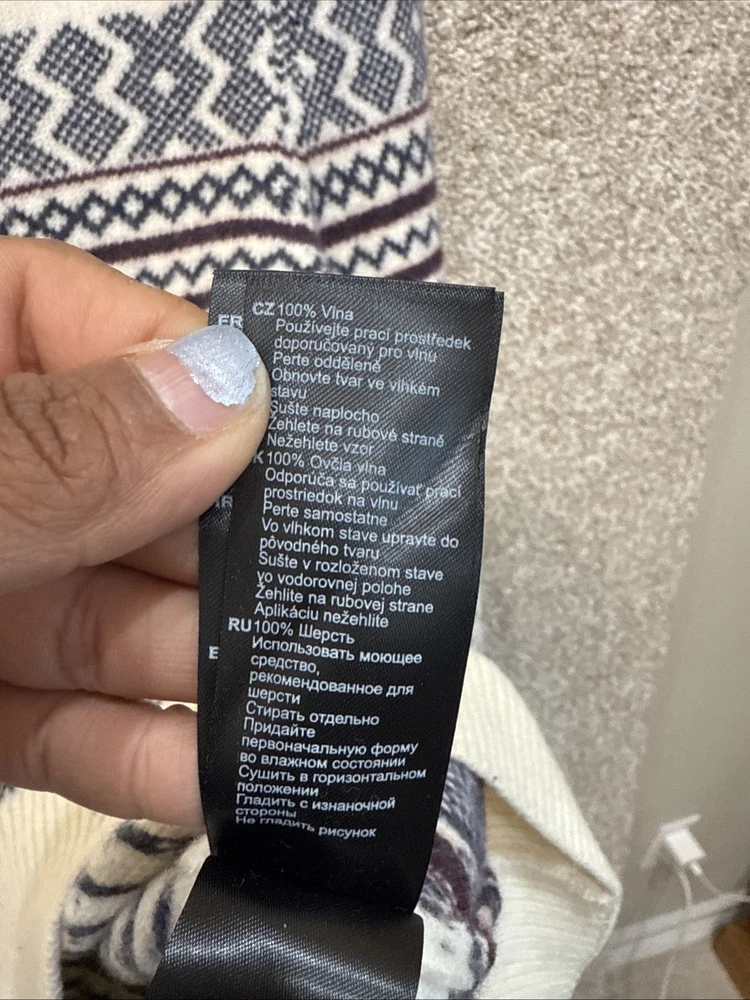 CZ 100% Vlna
Používejte prací prostředek
doporučovaný pro vlnu
Perte odděleně
Obnovte tvar ve vlhkém
stavu
Sušte naplocho
Žehlete na rubové straně
Nežehlete vzor
K 100% Ovčia vlna
Odporúča sa používať prací
prostriedok na vlnu
Perte samostatne
Vo vlhkom stave upravte do
pôvodného tvaru
Sušte v rozloženom stave
vo vodorovnej polohe
Žehlite na rubovej strane
Aplikáciu nežehlite
RU 100% Шерсть
Использовать моющее
средство,
рекомендованное для
шерсти
Стирать отдельно
Придайте
первоначальную форму
во влажном состоянии
Сушить в горизонтальном
положении
Гладить с изнаночной
стороны
Не гладить рисунок
FR